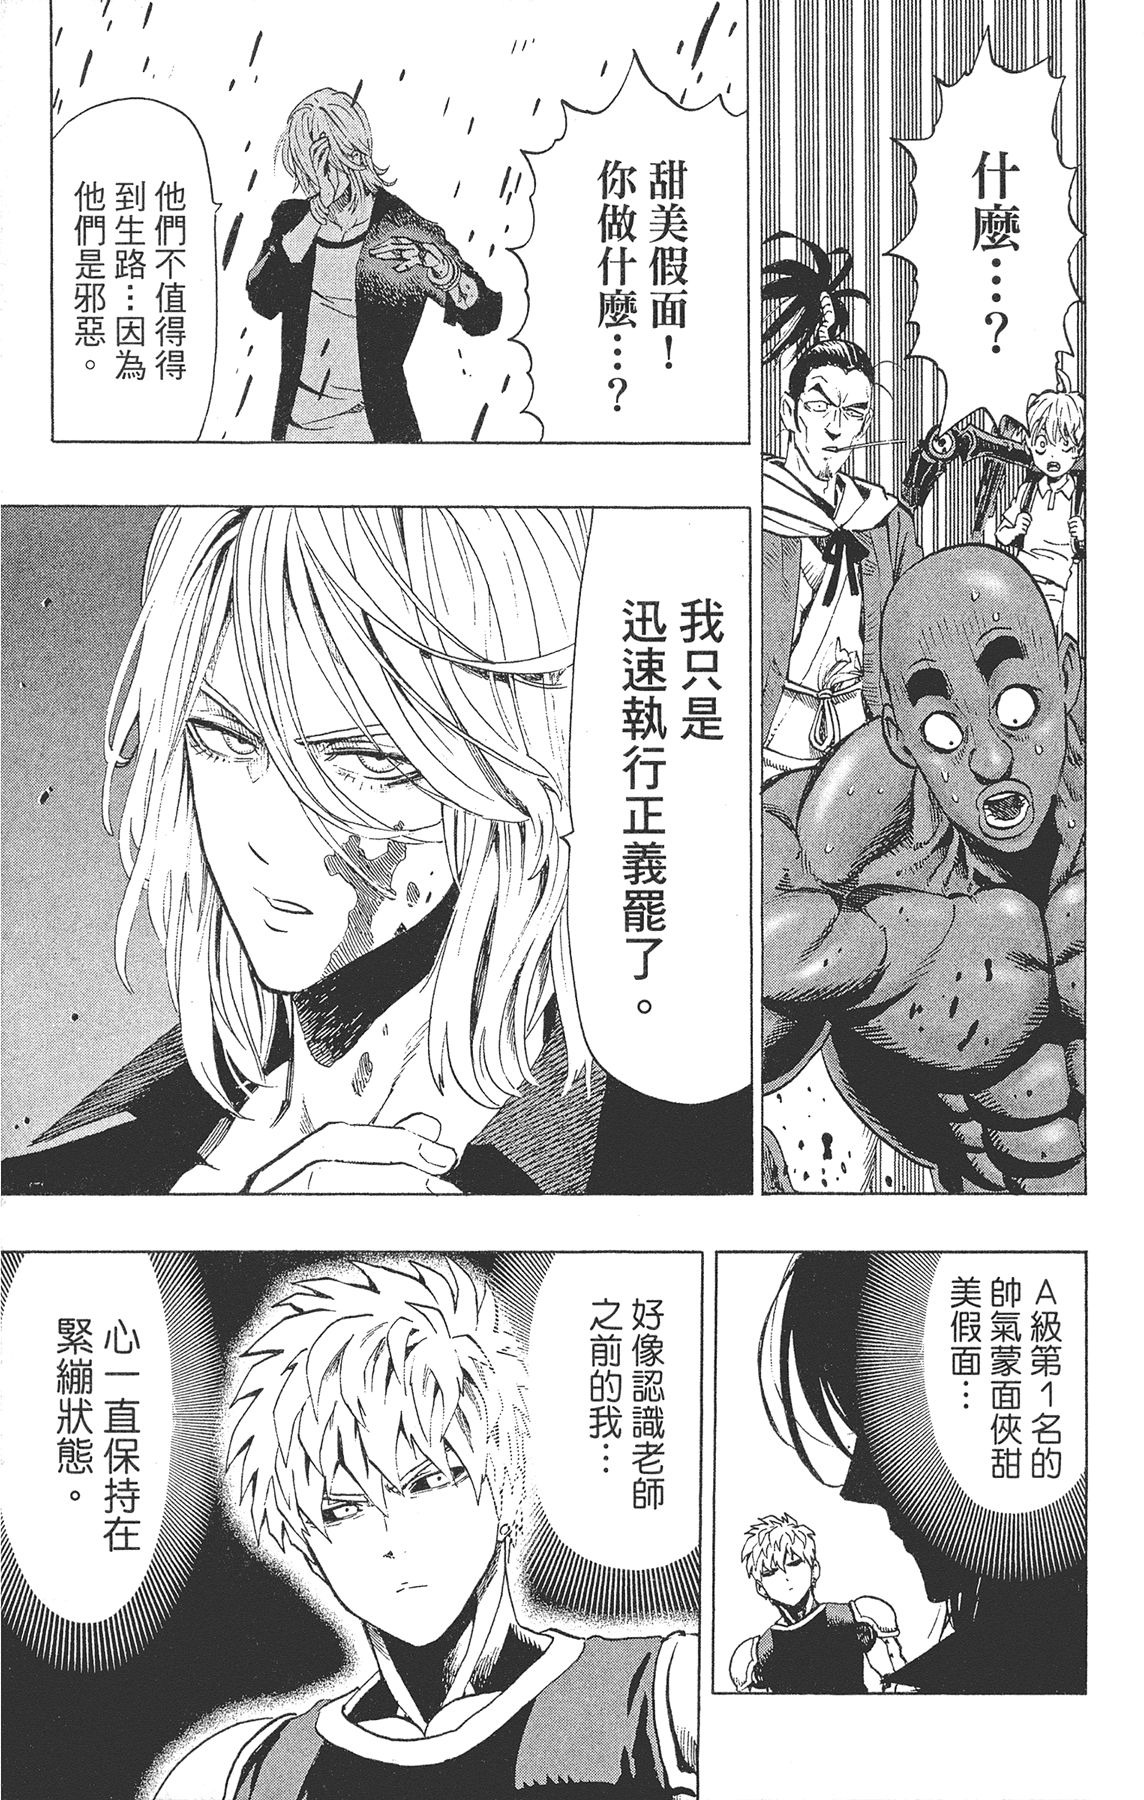 什麼…？
甜美假面！
你做什麼…？
他們不值得得
到生路…因為
他們是邪惡。
我只是
迅速執行正義罷了。
A級第1名的
帥氣蒙面俠甜
美假面…
好像認識老師
之前的我…
心一直保持在
緊繃狀態。